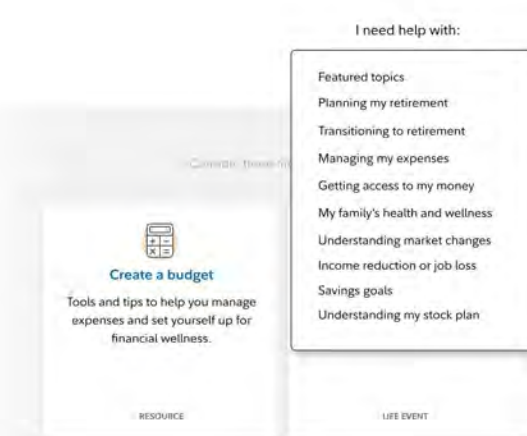 I need help with:
Featured topics
Planning my retirement
Transitioning to retirement
Managing my expenses
Getting access to my money
My family's health and wellness
Understanding market changes
Income reduction or job loss
Savings goals
Understanding my stock plan
Create a budget
Tools and tips to help you manage
expenses and set yourself up for
financial wellness.
RESOURCE
LIFE EVENT